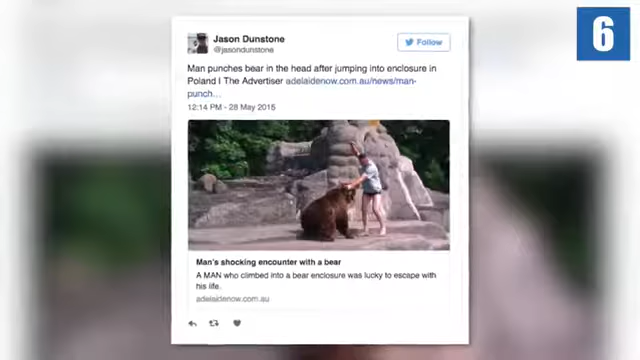 6
Jason Dunstone
@jasondunstone
Follow
Man punches bear in the head after jumping into enclosure in
Poland | The Advertiser adelaidenow.com.au/news/man-
punch…
12:14 PM - 28 May 2015
Man's shocking encounter with a bear
A MAN who climbed into a bear enclosure was lucky to escape with
his life.
adelaidenow.com.au